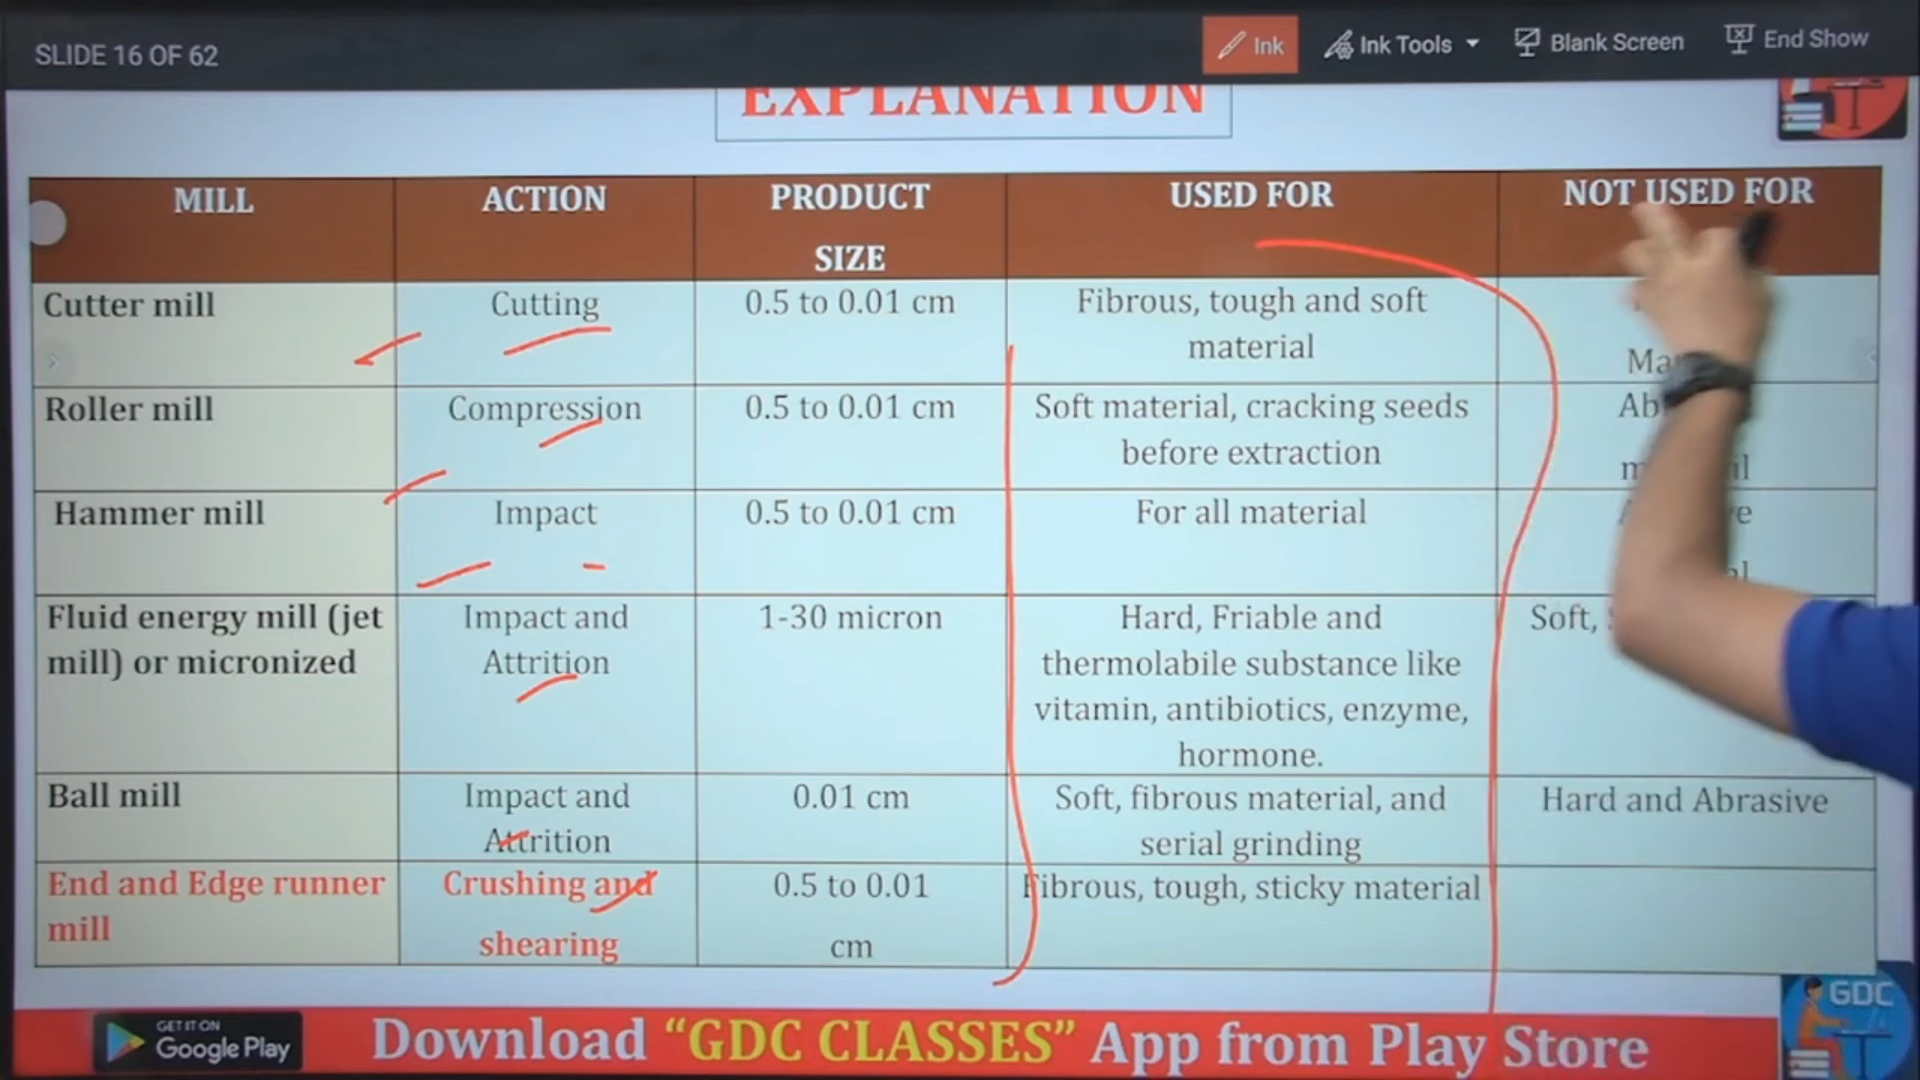 SLIDE 16 OF 62
Ink
Ink Tools
Blank Screen
End Show
EXPLANATION
MILL
ACTION
PRODUCT
SIZE
USED FOR
NOT USED FOR
Cutter mill
Cutting
0.5 to 0.01 cm
Fibrous, tough and soft
material
Roller mill
Compression
0.5 to 0.01 cm
Soft material, cracking seeds
before extraction
Hammer mill
Impact
0.5 to 0.01 cm
For all material
Fluid energy mill (jet
mill) or micronized
Impact and
Attrition
1-30 micron
Hard, Friable and
thermolabile substance like
vitamin, antibiotics, enzyme,
hormone.
Soft,
Ball mill
Impact and
Attrition
0.01 cm
Soft, fibrous material, and
serial grinding
Hard and Abrasive
End and Edge runner
mill
Crushing and
shearing
0.5 to 0.01
cm
Fibrous, tough, sticky material
GET IT ON
Google Play
Download “GDC CLASSES” App from Play Store
GDC